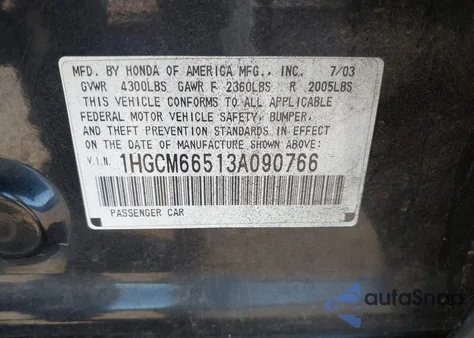 MFD. BY HONDA OF AMERICA MFG., INC. 7/03
GVWR 4300LBS GAWR F 2360LBS R 2005LBS
THIS VEHICLE CONFORMS TO ALL APPLICABLE
FEDERAL MOTOR VEHICLE SAFETY, BUMPER,
AND THEFT PREVENTION STANDARDS IN EFFECT
ON THE DATE OF MANUFACTURE SHOWN ABOVE.
V.I.N. 1HGCM66513A090766
PASSENGER CAR
autoSnap